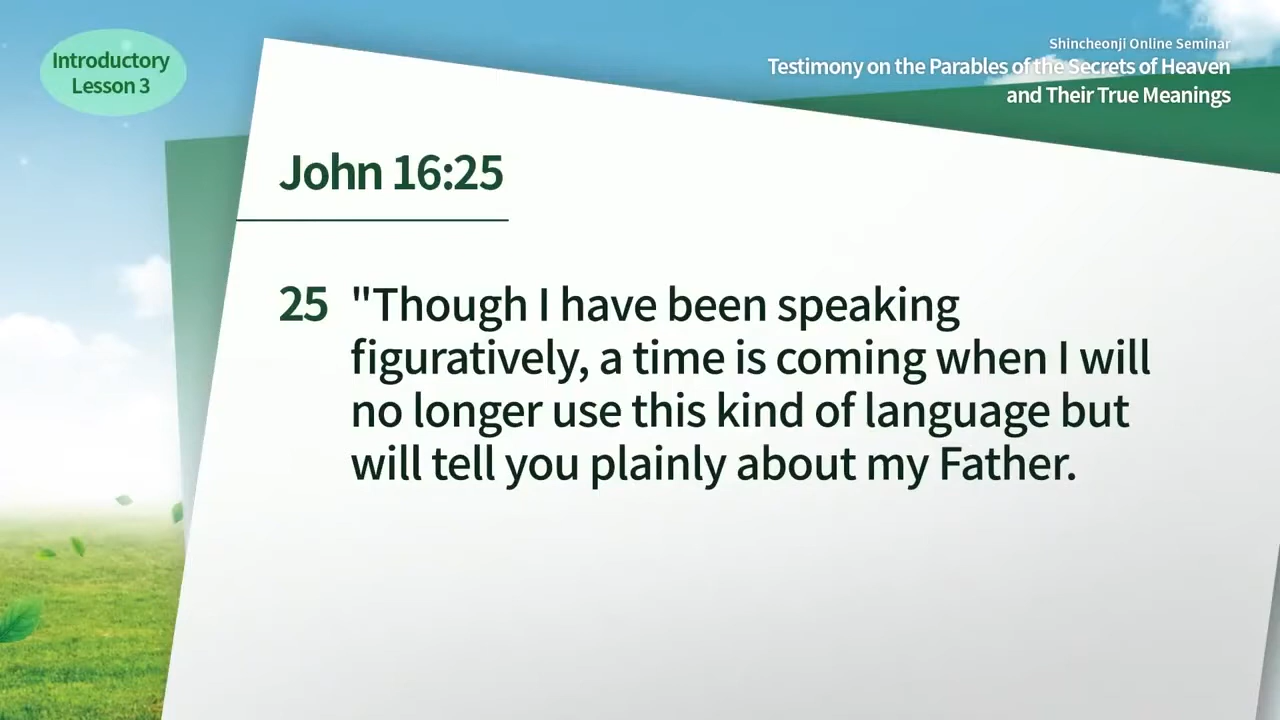 Introductory
Lesson 3
Shincheonji Online Seminar
Testimony on the Parables of the Secrets of Heaven
and Their True Meanings
John 16:25
25 "Though I have been speaking
figuratively, a time is coming when I will
no longer use this kind of language but
will tell you plainly about my Father.